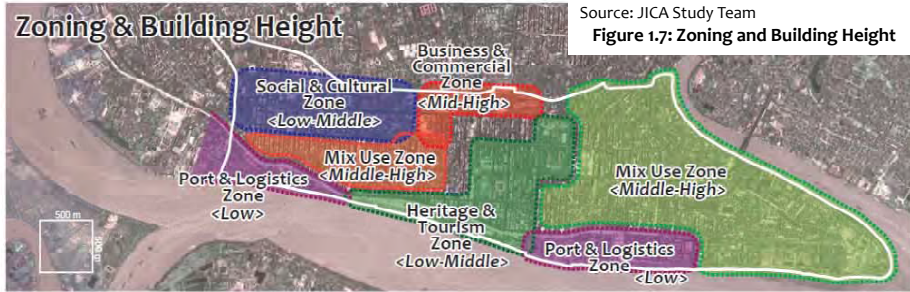 Zoning & Building Height
Source: JICA Study Team
Figure 1.7: Zoning and Building Height
Business &
Commercial
Zone
<Mid-High>
Social & Cultural
Zone
<Low-Middle>
Mix Use Zone
<Middle-High>
Port & Logistics
Zone
<Low>
Mix Use Zone
<Middle-High>
Heritage &
Tourism
Zone
<Low-Middle>
Port & Logistics
Zone
<Low>
500 m
500 m